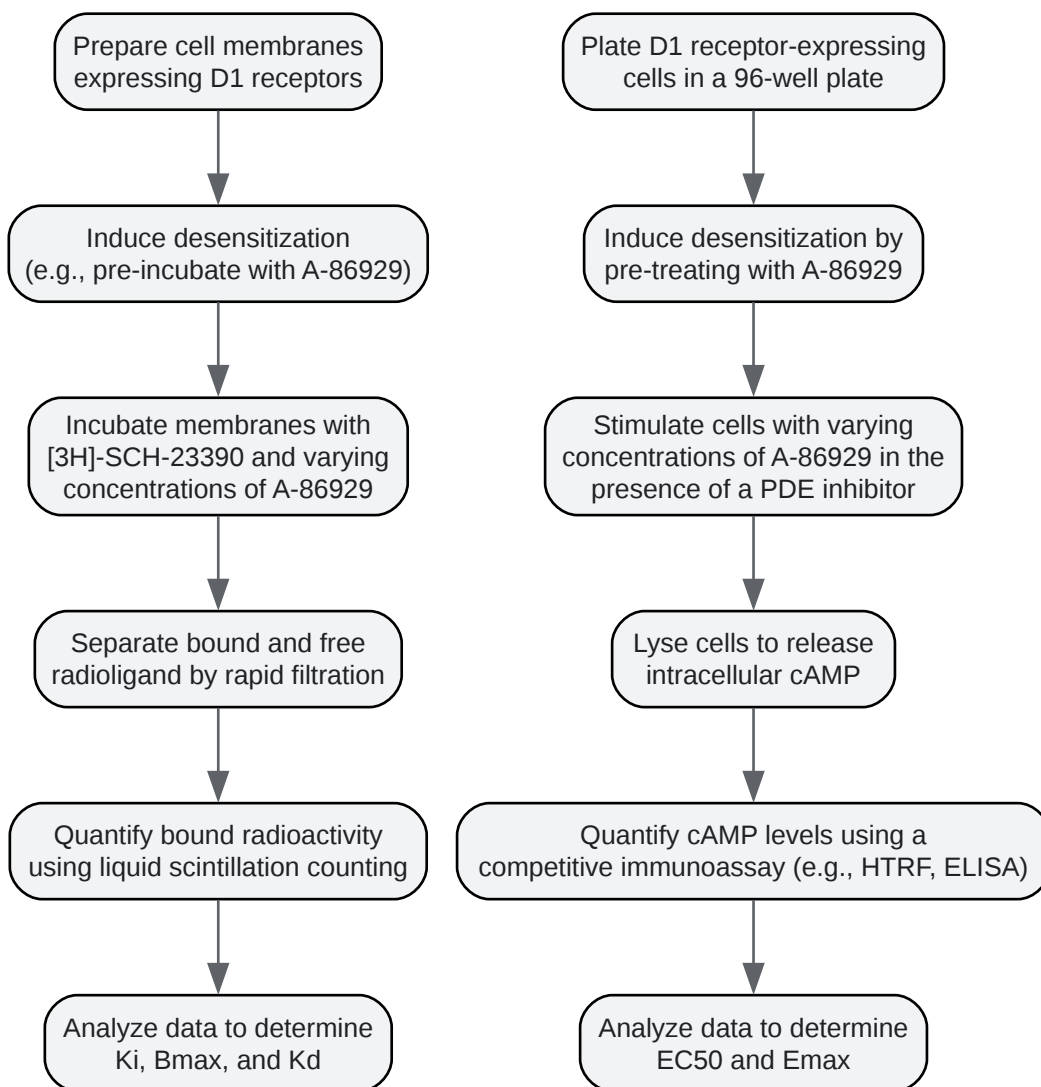 Prepare cell membranes
expressing D1 receptors
Induce desensitization
(e.g., pre-incubate with A-86929)
Incubate membranes with
[3H]-SCH-23390 and varying
concentrations of A-86929
Separate bound and free
radioligand by rapid filtration
Quantify bound radioactivity
using liquid scintillation counting
Analyze data to determine
Ki, Bmax, and Kd
Plate D1 receptor-expressing
cells in a 96-well plate
Induce desensitization by
pre-treating with A-86929
Stimulate cells with varying
concentrations of A-86929 in the
presence of a PDE inhibitor
Lyse cells to release
intracellular cAMP
Quantify cAMP levels using a
competitive immunoassay (e.g., HTRF, ELISA)
Analyze data to determine
EC50 and Emax